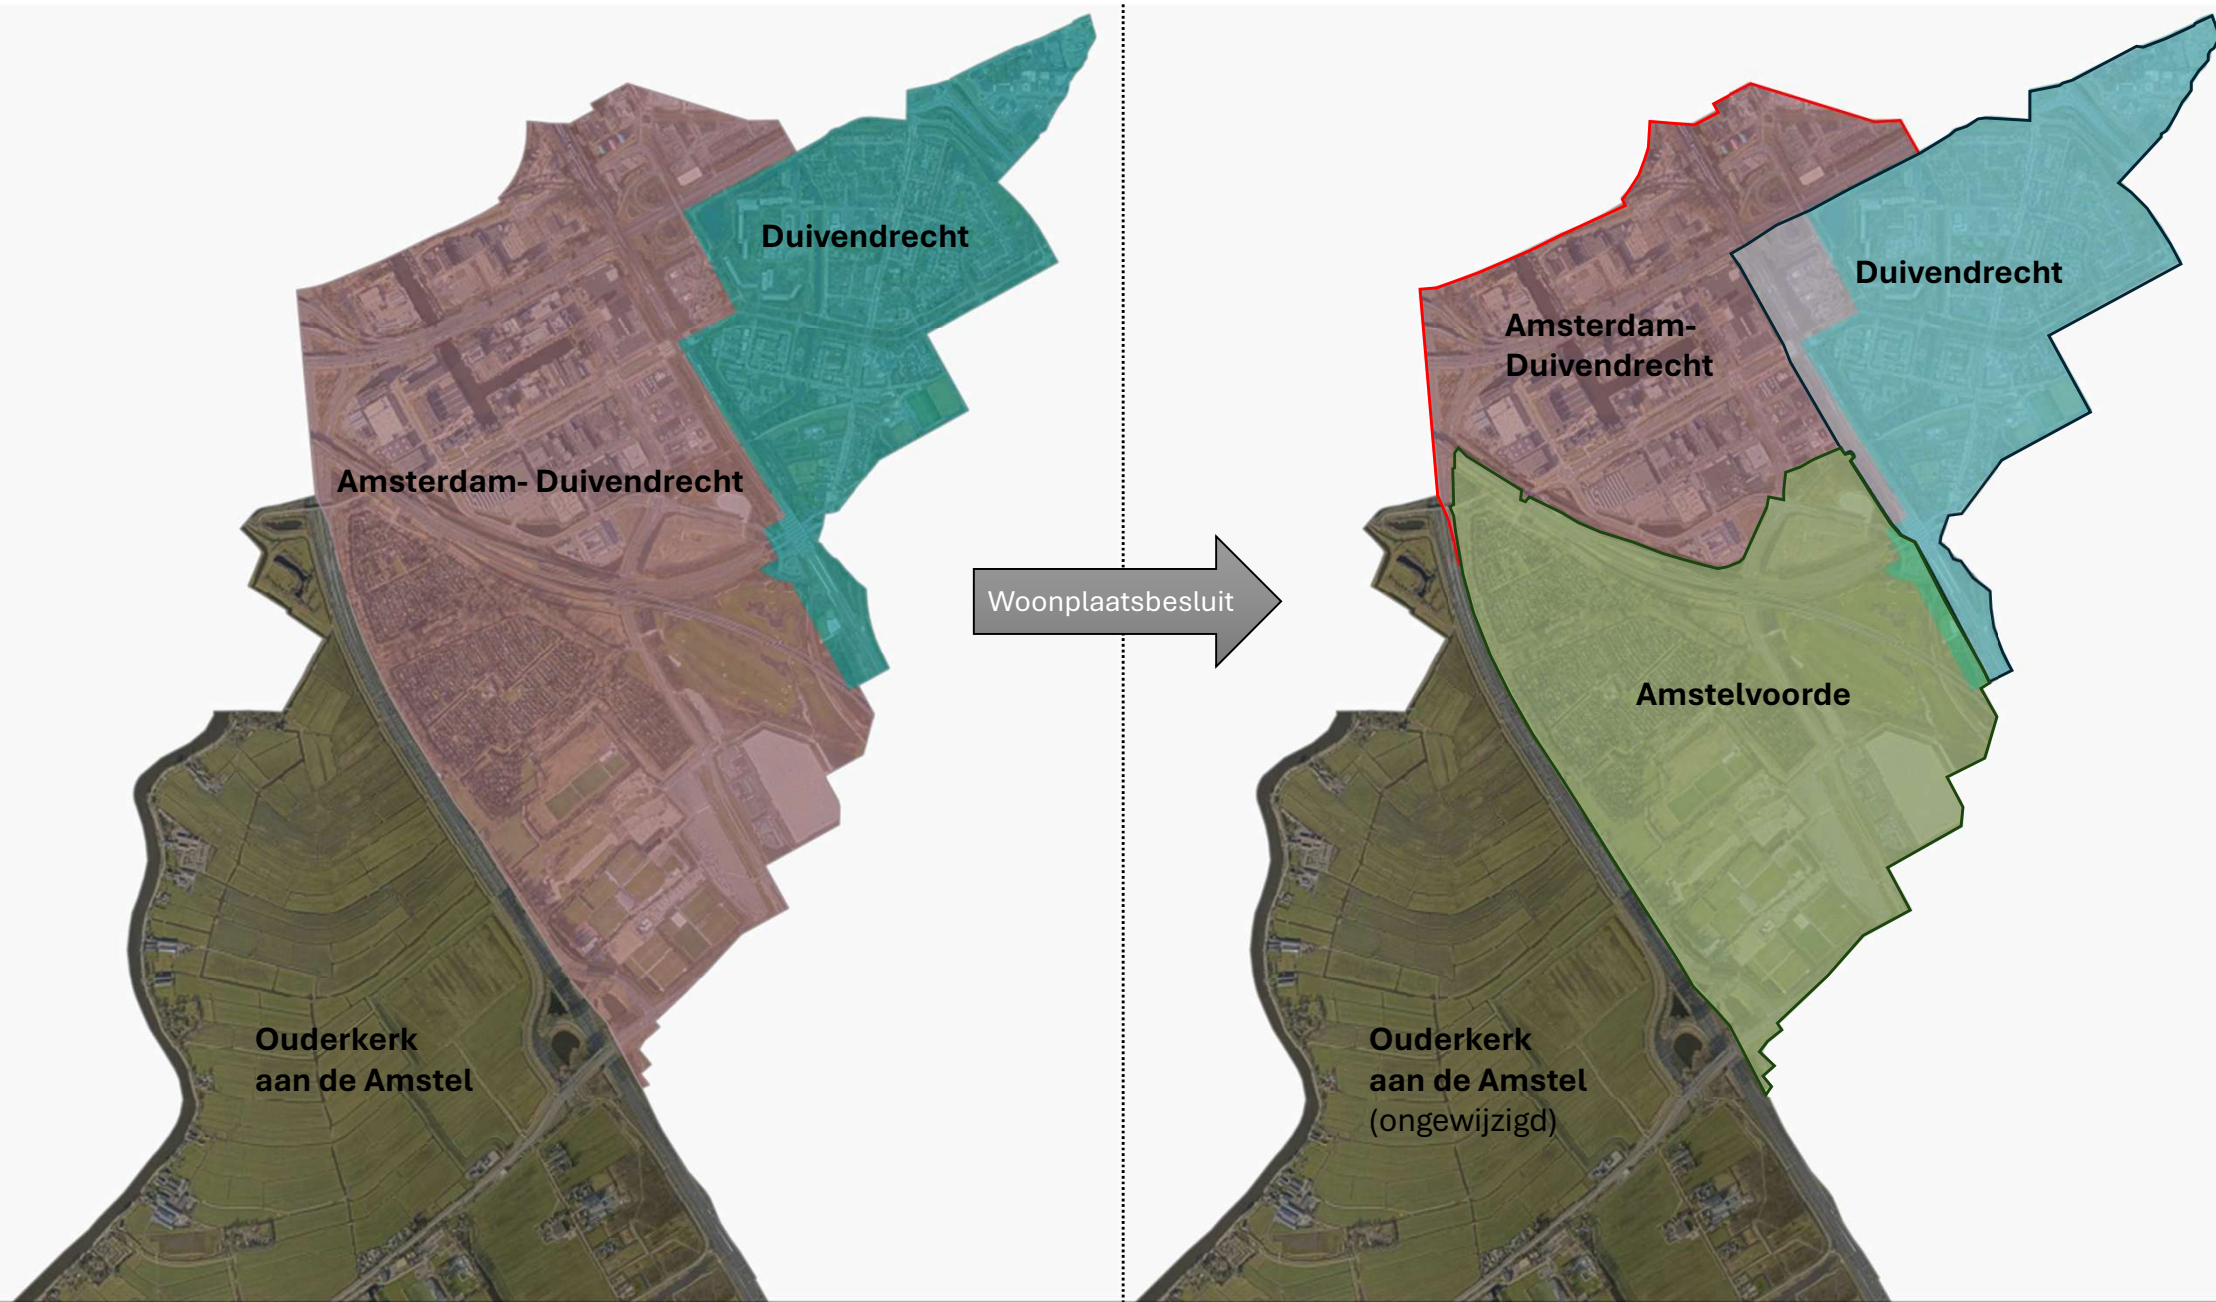 Duivendrecht
Amsterdam- Duivendrecht
Ouderkerk
aan de Amstel
Woonplaatsbesluit
Duivendrecht
Amsterdam-
Duivendrecht
Amstelvoorde
Ouderkerk
aan de Amstel
(ongewijzigd)